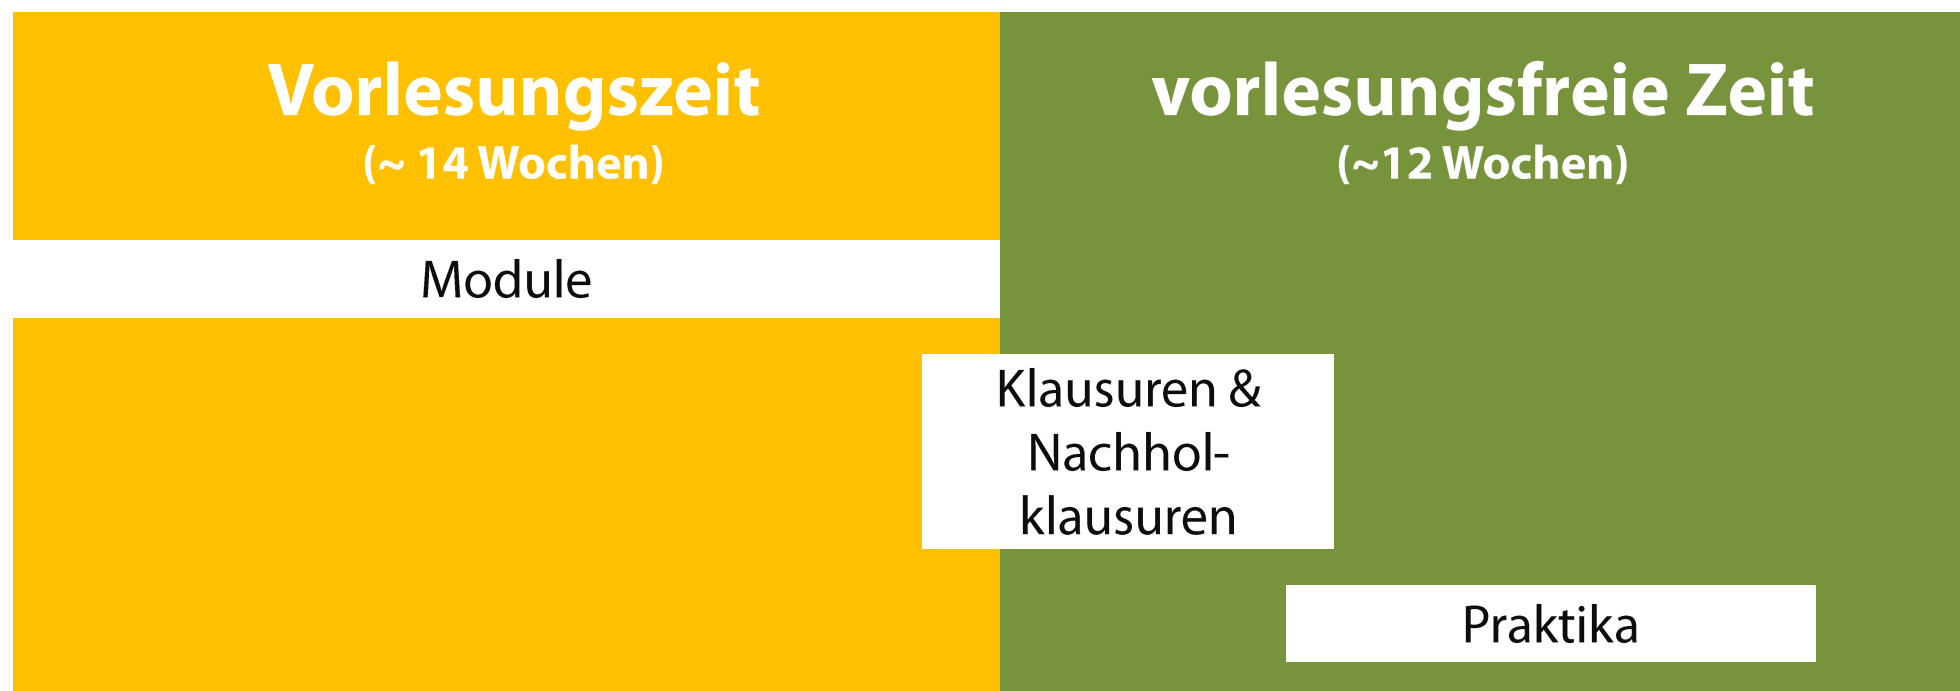 Vorlesungszeit
(~ 14 Wochen)
vorlesungsfreie Zeit
(~12 Wochen)
Module
Klausuren &
Nachhol-
klausuren
Praktika